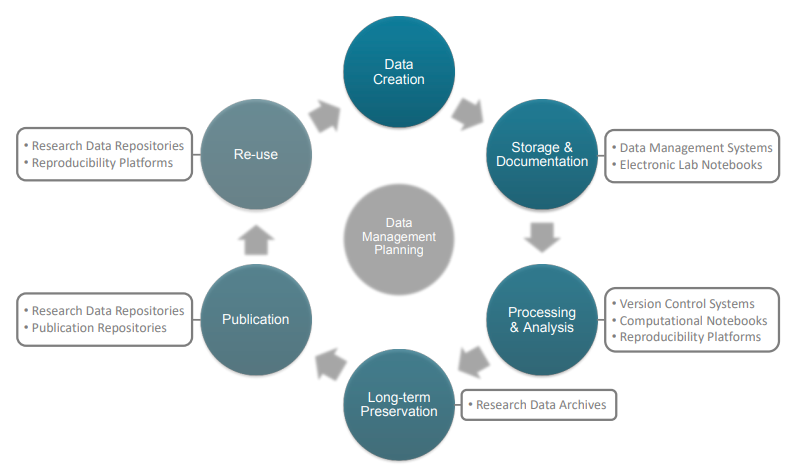 Data
Creation
Storage &
Documentation
• Data Management Systems
• Electronic Lab Notebooks
Processing
& Analysis
• Version Control Systems
• Computational Notebooks
• Reproducibility Platforms
Long-term
Preservation
• Research Data Archives
Publication
• Research Data Repositories
• Publication Repositories
Re-use
• Research Data Repositories
• Reproducibility Platforms
Data
Management
Planning